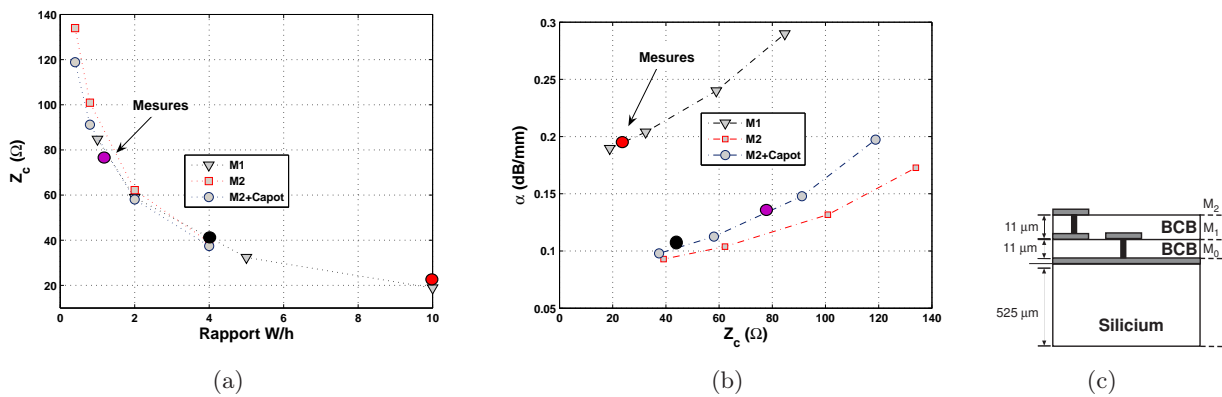 140
120
100
80
60
40
20
0
2
4
6
8
10
Z_c (Ω)
Rapport W/h
Mesures
M1
M2
M2+Capot
(a)
0.3
0.25
0.2
0.15
0.1
0.05
0
20
40
60
80
100
120
140
α (dB/mm)
Z_c (Ω)
Mesures
M1
M2
M2+Capot
(b)
M_2
11 µm
BCB
M_1
11 µm
BCB
M_0
525 µm
Silicium
(c)